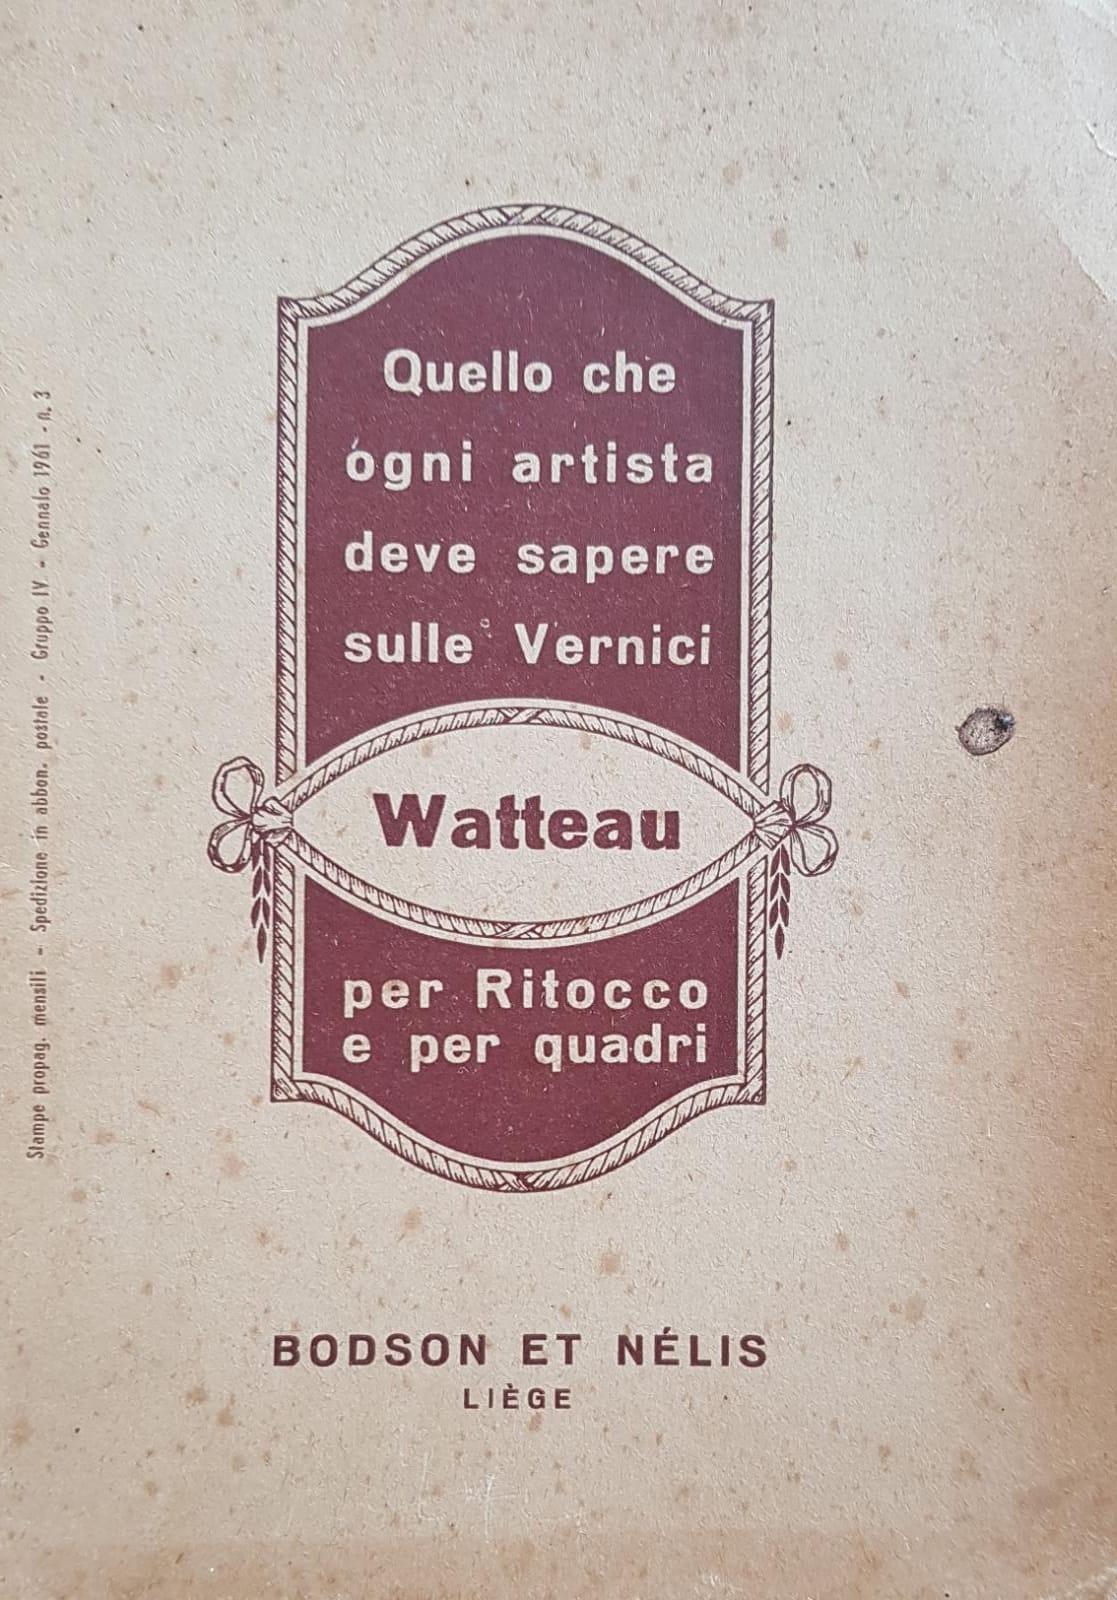 Quello che
ogni artista
deve sapere
sulle Vernici
Watteau
per Ritocco
e per quadri
BODSON ET NÉLIS
LIÈGE
Stampe propag. mensili - Spedizione in abbon. postale - Gruppo IV - Gennaio 1961 - n. 3